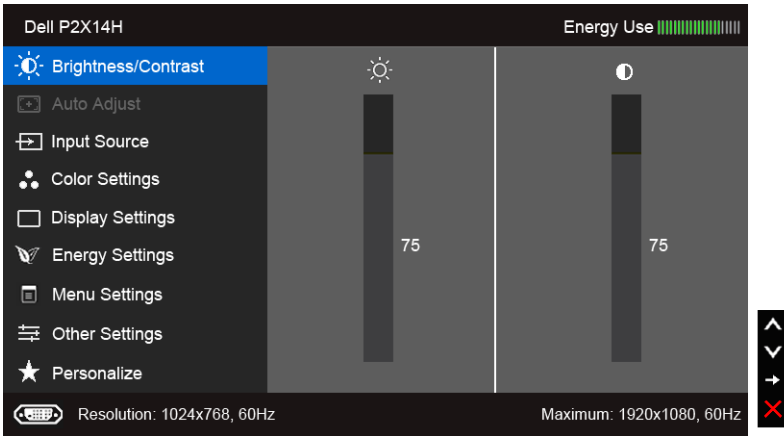 Dell P2X14H
Energy Use
Brightness/Contrast
Auto Adjust
Input Source
Color Settings
Display Settings
Energy Settings
Menu Settings
Other Settings
Personalize
75
75
Resolution: 1024x768, 60Hz
Maximum: 1920x1080, 60Hz